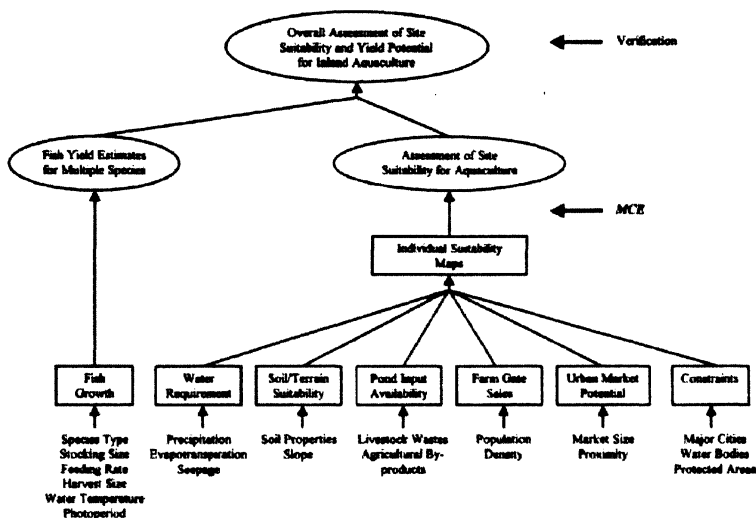 Overall Assessment of Site
Suitability and Yield Potential
for Inland Aquaculture
Verification
Fish Yield Estimates
for Multiple Species
Assessment of Site
Suitability for Aquaculture
MCE
Individual Suitability
Maps
Fish
Growth
Water
Requirement
Soil/Terrain
Suitability
Pond Input
Availability
Farm Gate
Sales
Urban Market
Potential
Constraints
Species Type
Stocking Size
Feeding Rate
Harvest Size
Water Temperature
Photoperiod
Precipitation
Evapotranspiration
Seepage
Soil Properties
Slope
Livestock Wastes
Agricultural By-
products
Population
Density
Market Size
Proximity
Major Cities
Water Bodies
Protected Areas